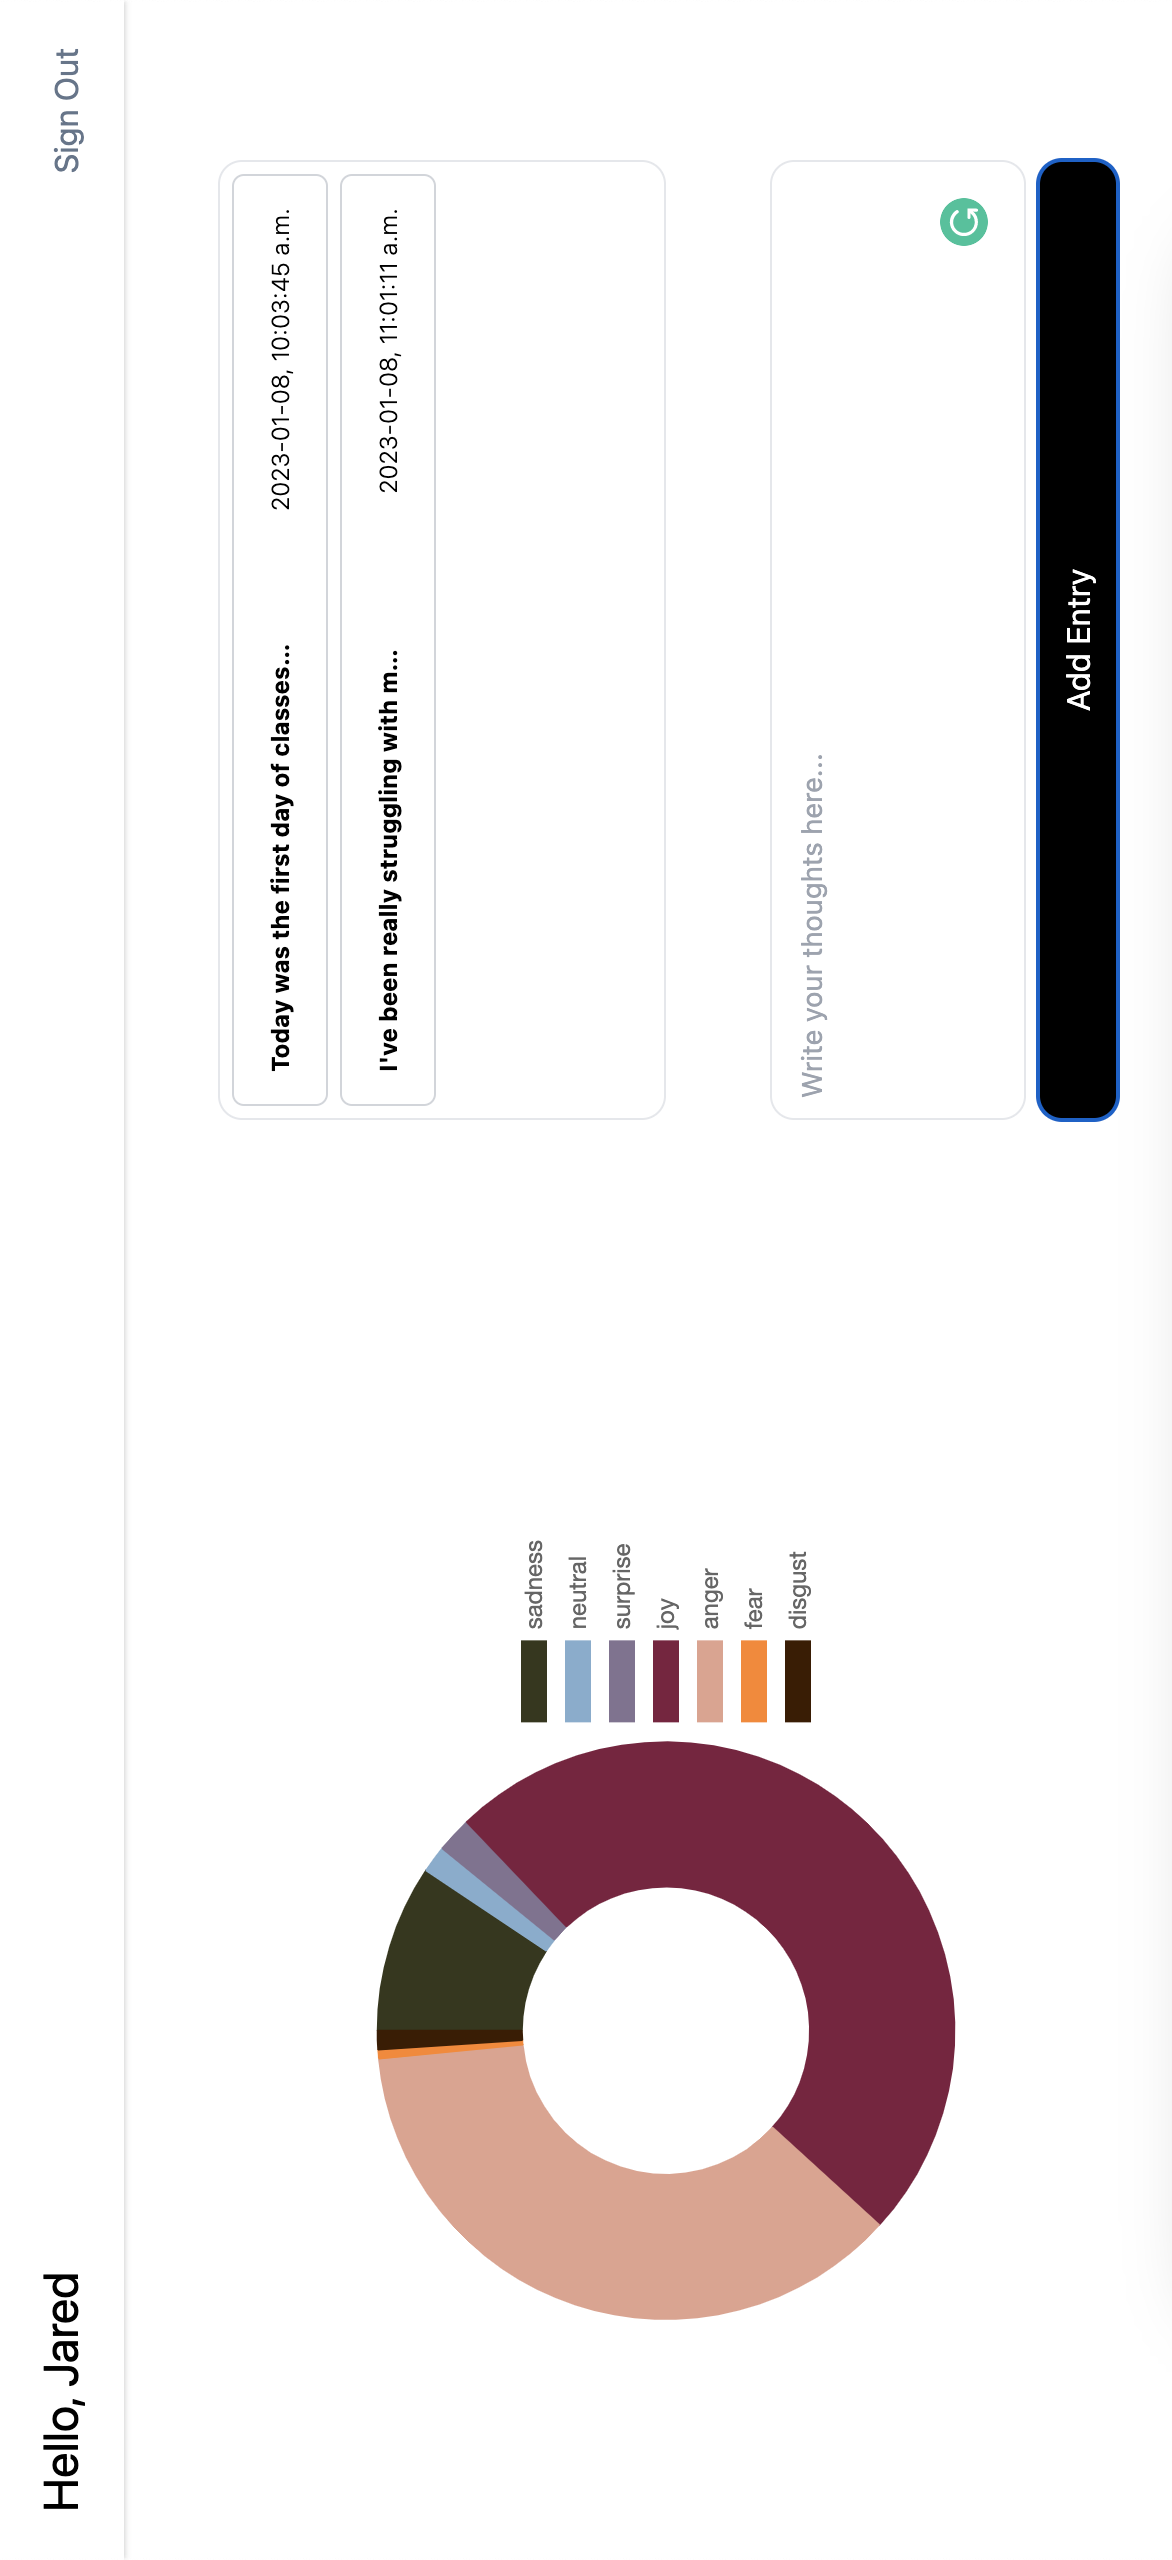 Hello, Jared
Sign Out
sadness
neutral
surprise
joy
anger
fear
disgust
Today was the first day of classes...
2023-01-08, 10:03:45 a.m.
I've been really struggling with m...
2023-01-08, 11:01:11 a.m.
Write your thoughts here...
Add Entry